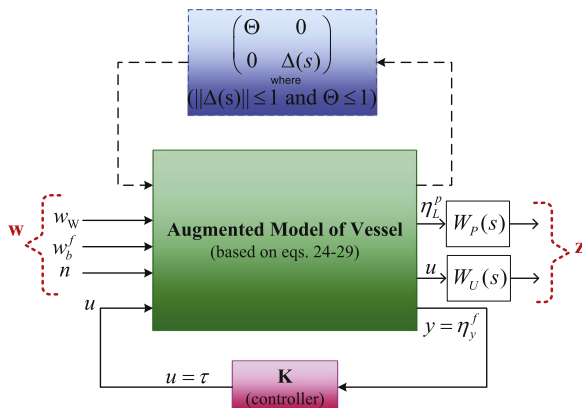 (Θ 0
0 Δ(s))
where
(||Δ(s)|| ≤ 1 and Θ ≤ 1)
w
w_W
w_b^f
n
u
Augmented Model of Vessel
(based on eqs. 24-29)
η_L^p
W_P(s)
u
W_U(s)
z
y = η_y^f
u = τ
K
(controller)